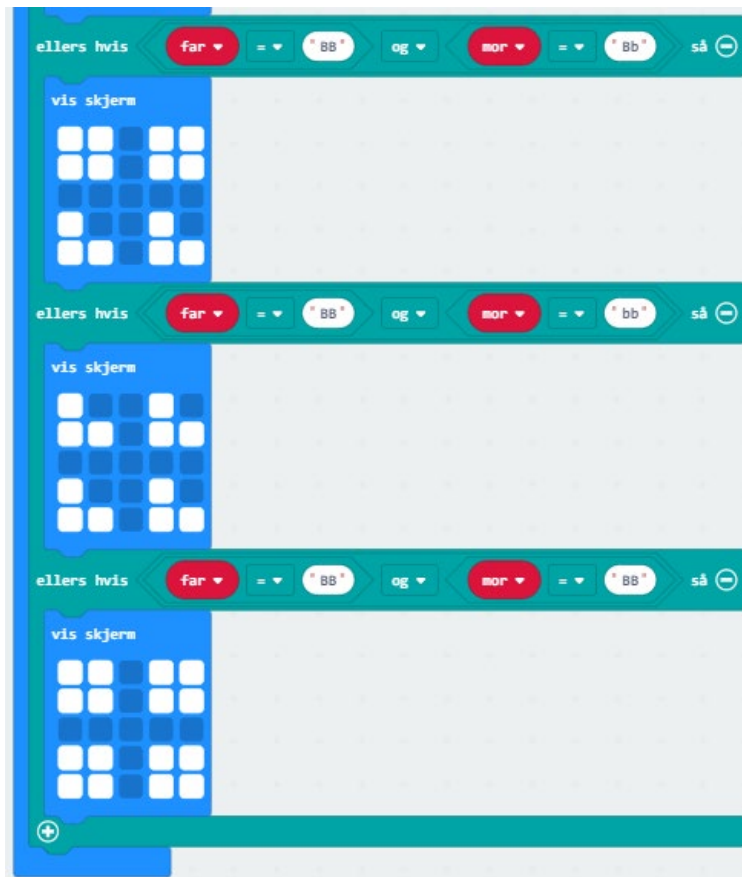 ellers hvis far = "BB" og mor = "Bb" så
vis skjerm
ellers hvis far = "BB" og mor = "bb" så
vis skjerm
ellers hvis far = "BB" og mor = "BB" så
vis skjerm